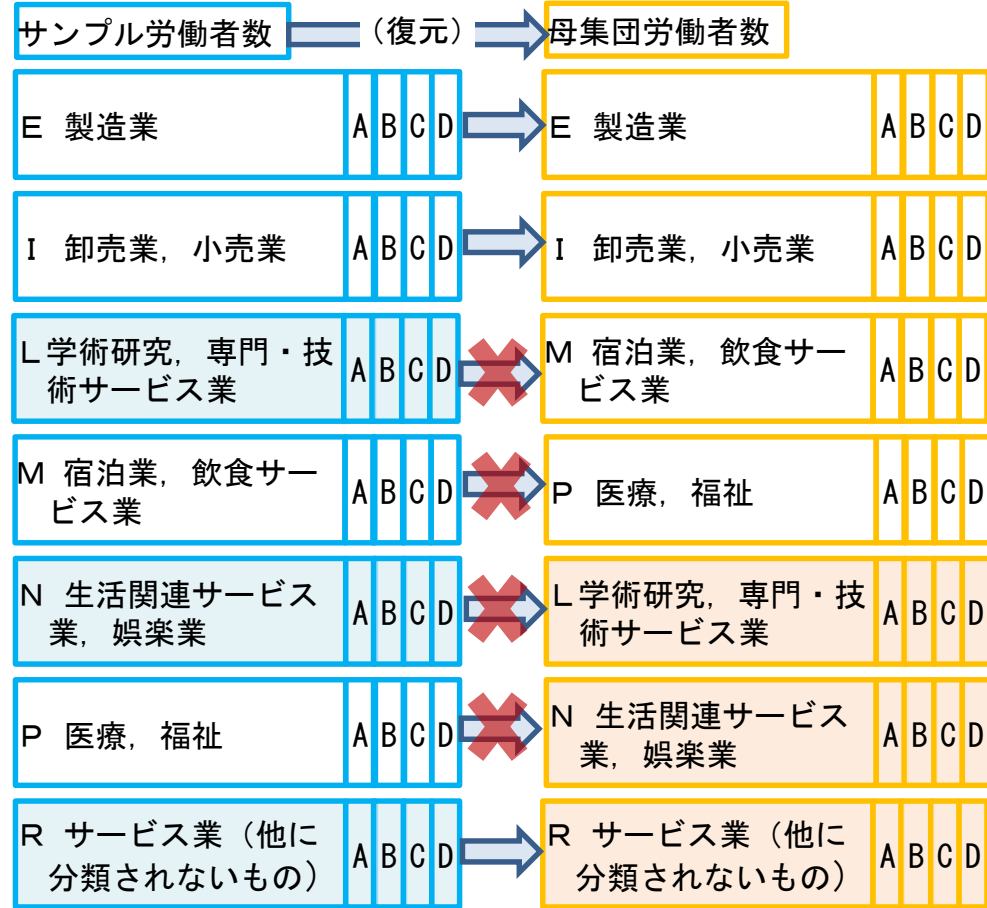 サンプル労働者数 (復元) 母集団労働者数
E 製造業 A B C D E 製造業 A B C D
I 卸売業，小売業 A B C D I 卸売業，小売業 A B C D
L学術研究，専門・技 A B C D M 宿泊業，飲食サー A B C D
術サービス業 ビス業
M 宿泊業，飲食サー A B C D P 医療，福祉 A B C D
ビス業
N 生活関連サービス A B C D L学術研究，専門・技 A B C D
業，娯楽業 術サービス業
P 医療，福祉 A B C D N 生活関連サービス A B C D
業，娯楽業
R サービス業（他に A B C D R サービス業（他に A B C D
分類されないもの） 分類されないもの）